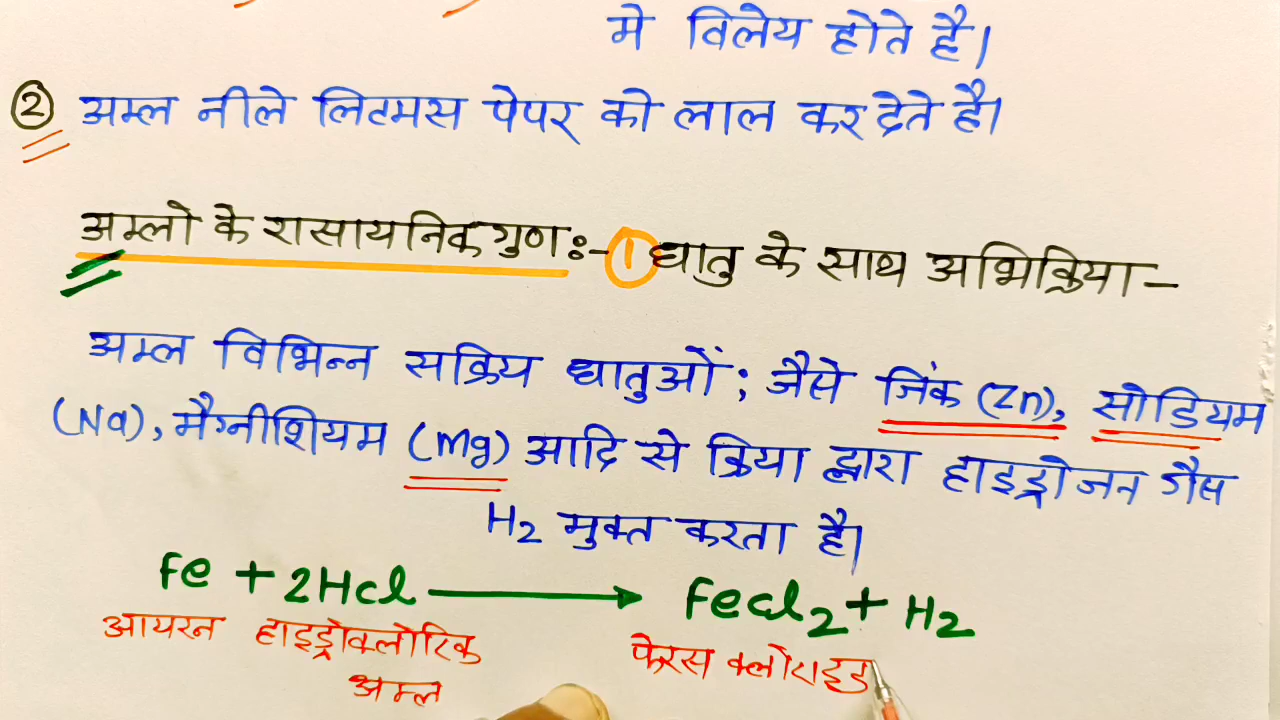 मे विलेय होते है।
② अम्ल नीले लिटमस पेपर को लाल कर देते है।
अम्लो के रासायनिक गुण:- ① धातु के साथ अभिक्रिया -
अम्ल विभिन्न सक्रिय धातुओं; जैसे जिंक (Zn), सोडियम
(Na), मैग्नीशियम (Mg) आदि से क्रिया द्वारा हाइड्रोजन गैस
H₂ मुक्त करता है।
Fe + 2HCl ⟶ FeCl₂ + H₂
आयरन हाइड्रोक्लोरिक फेरस क्लोराइड
अम्ल